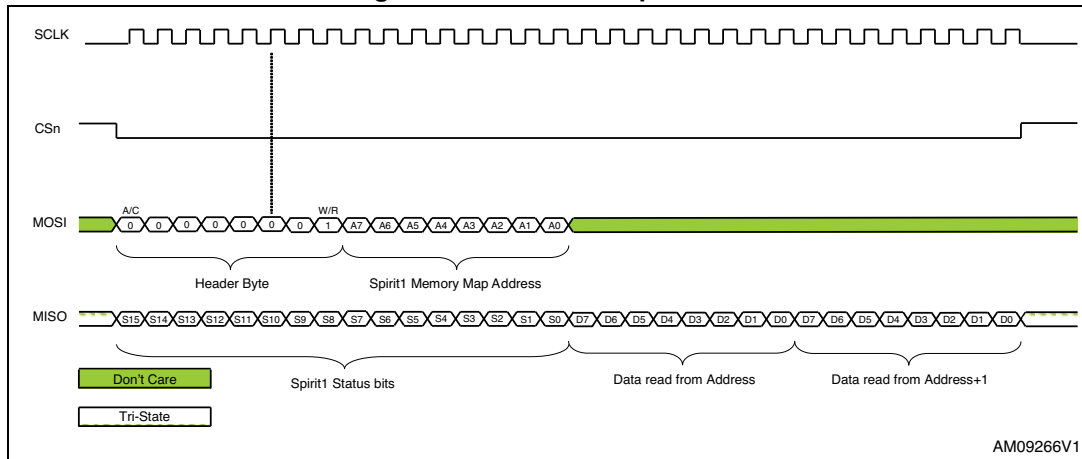 SCLK
CSn
A/C W/R
MOSI 0 0 0 0 0 0 0 1 A7 A6 A5 A4 A3 A2 A1 A0
Header Byte Spirit1 Memory Map Address
MISO S15 S14 S13 S12 S11 S10 S9 S8 S7 S6 S5 S4 S3 S2 S1 S0 D7 D6 D5 D4 D3 D2 D1 D0 D7 D6 D5 D4 D3 D2 D1 D0
Don't Care Spirit1 Status bits Data read from Address Data read from Address+1
Tri-State
AM09266V1